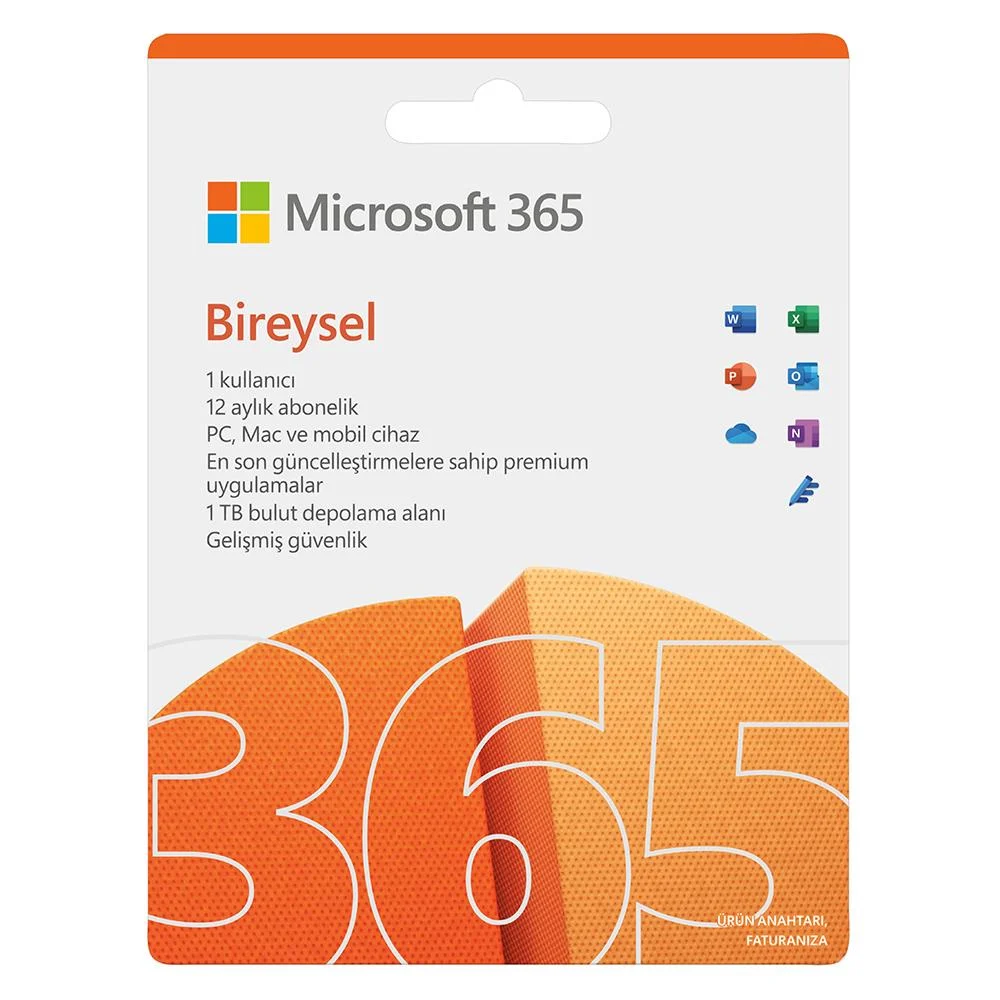 Microsoft 365
Bireysel
1 kullanıcı
12 aylık abonelik
PC, Mac ve mobil cihaz
En son güncelleştirmelere sahip premium
uygulamalar
1 TB bulut depolama alanı
Gelişmiş güvenlik
W
X
P
O
N
365
ÜRÜN ANAHTARI,
FATURANIZA